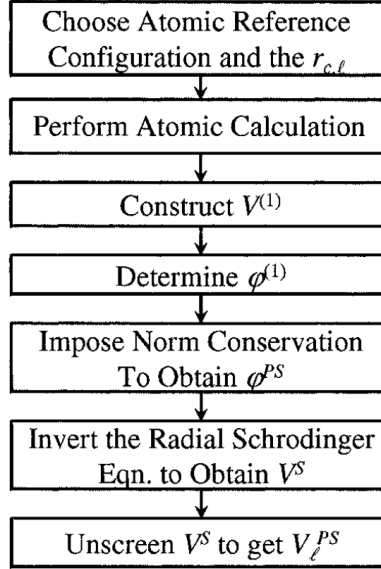 Choose Atomic Reference
Configuration and the r_{c,ℓ}
Perform Atomic Calculation
Construct V^{(1)}
Determine φ^{(1)}
Impose Norm Conservation
To Obtain φ^{PS}
Invert the Radial Schrodinger
Eqn. to Obtain V^S
Unscreen V^S to get V_ℓ^{PS}